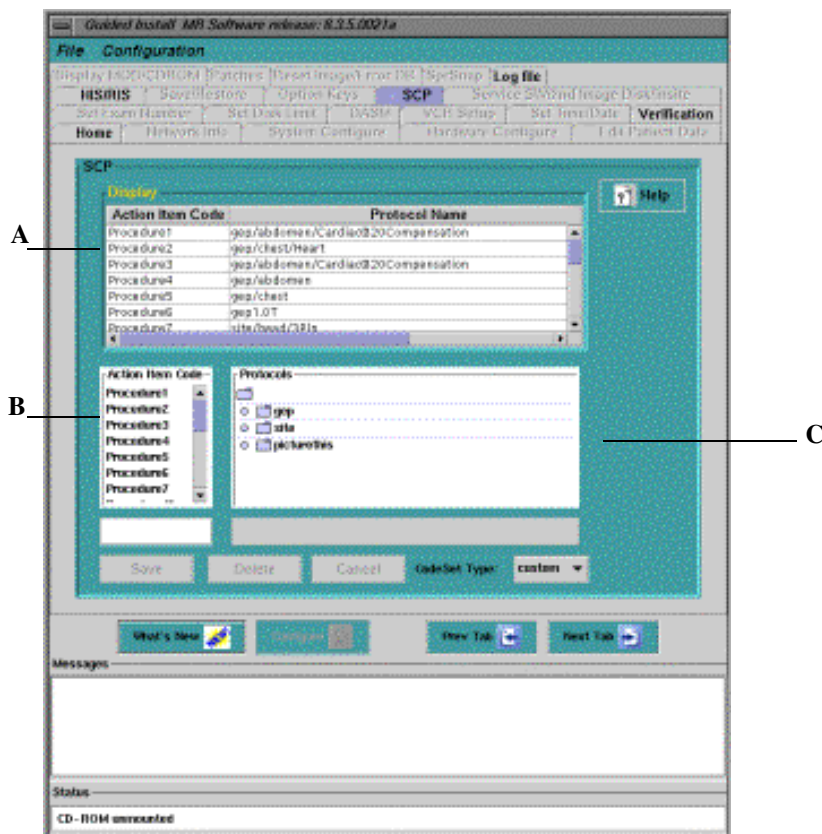 Guided Install MR Software release: 8.3.5.0021a
File Configuration
Display MOD/CDROM Patches Reset Image/Error DB SprSnap Log file
HIS/RIS Save/Restore Option Keys SCP Service
Set Exam Number Set Disk Limit DASM VCR Setup Set Time/Date Verification
Home Network Info System Configure Hardware Configure Edit Patient Data
SCP
Display
Help
Action Item Code Protocol Name
A
Procedure1 gep/abdomen/Cardiac%20Compensation
Procedure2 gep/chest/Heart
Procedure3 gep/abdomen/Cardiac%20Compensation
Procedure4 gep/abdomen
Procedure5 gep/chest
Procedure6 gep1.0T
Procedure7
Action Item Code Protocols
B
Procedure1
Procedure2 gep
Procedure3 site
Procedure4 picturethis
Procedure5
Procedure6
Procedure7
C
Save Delete Cancel CodeSet Type: custom
What's New Configure Prev Tab Next Tab
Messages
Status
CD-ROM unmounted